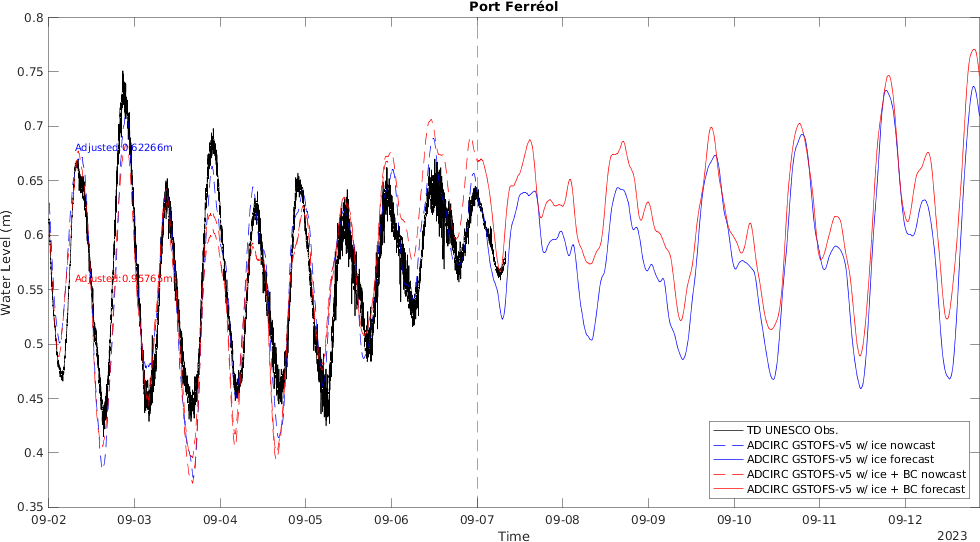 Port Ferréol
0.8
0.75
0.7
0.65
0.6
0.55
0.5
0.45
0.4
0.35
Water Level (m)
Adjusted:0.62266m
Adjusted:0.95765m
TD UNESCO Obs.
ADCIRC GSTOFS-v5 w/ ice nowcast
ADCIRC GSTOFS-v5 w/ ice forecast
ADCIRC GSTOFS-v5 w/ ice + BC nowcast
ADCIRC GSTOFS-v5 w/ ice + BC forecast
09-02 09-03 09-04 09-05 09-06 09-07 09-08 09-09 09-10 09-11 09-12
Time
2023